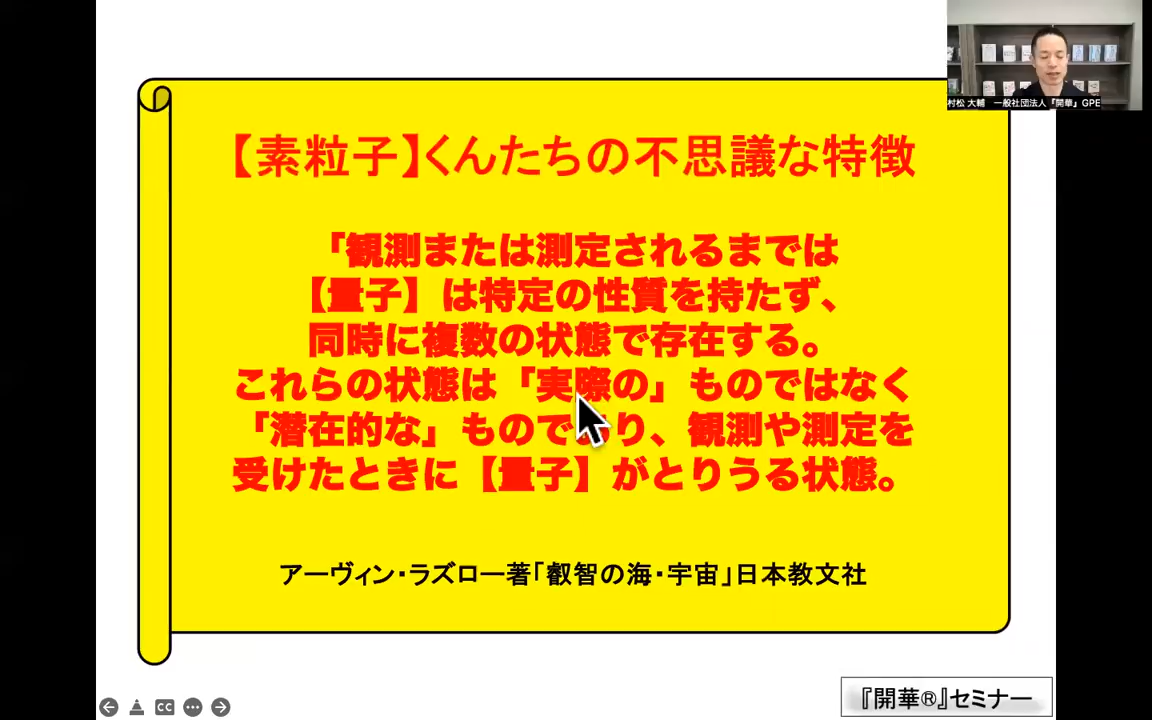 村松 大輔 一般社団法人『開華』GPE
【素粒子】くんたちの不思議な特徴
「観測または測定されるまでは
【量子】は特定の性質を持たず、
同時に複数の状態で存在する。
これらの状態は「実際の」ものではなく
「潜在的な」ものであり、観測や測定を
受けたときに【量子】がとりうる状態。
アーヴィン・ラズロー著「叡智の海・宇宙」日本教文社
CC
『開華®』セミナー